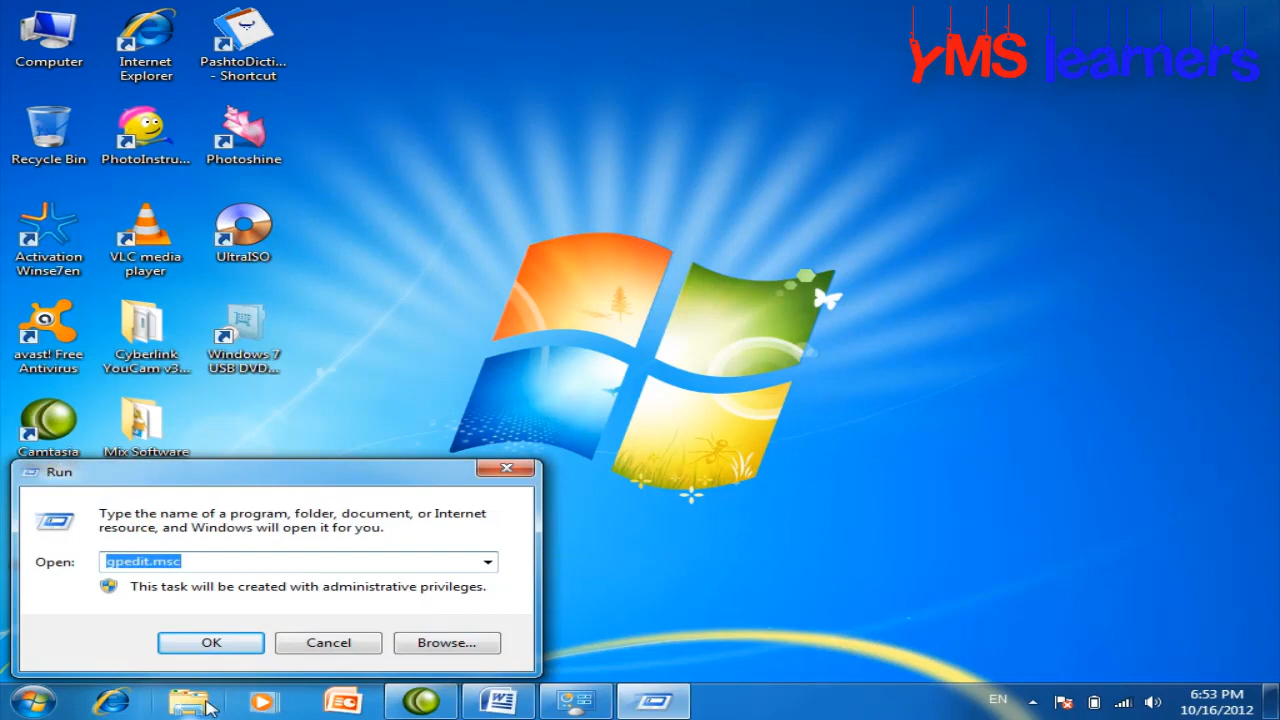 YMS learners
Computer
Internet
Explorer
PashtoDicti...
- Shortcut
Recycle Bin
PhotoInstru...
Photoshine
Activation
Winse7en
VLC media
player
UltraISO
avast! Free
Antivirus
Cyberlink
YouCam v3...
Windows 7
USB DVD...
Camtasia
Mix Software
Run
Type the name of a program, folder, document, or Internet
resource, and Windows will open it for you.
Open: gpedit.msc
This task will be created with administrative privileges.
OK Cancel Browse...
EN
6:53 PM
10/16/2012